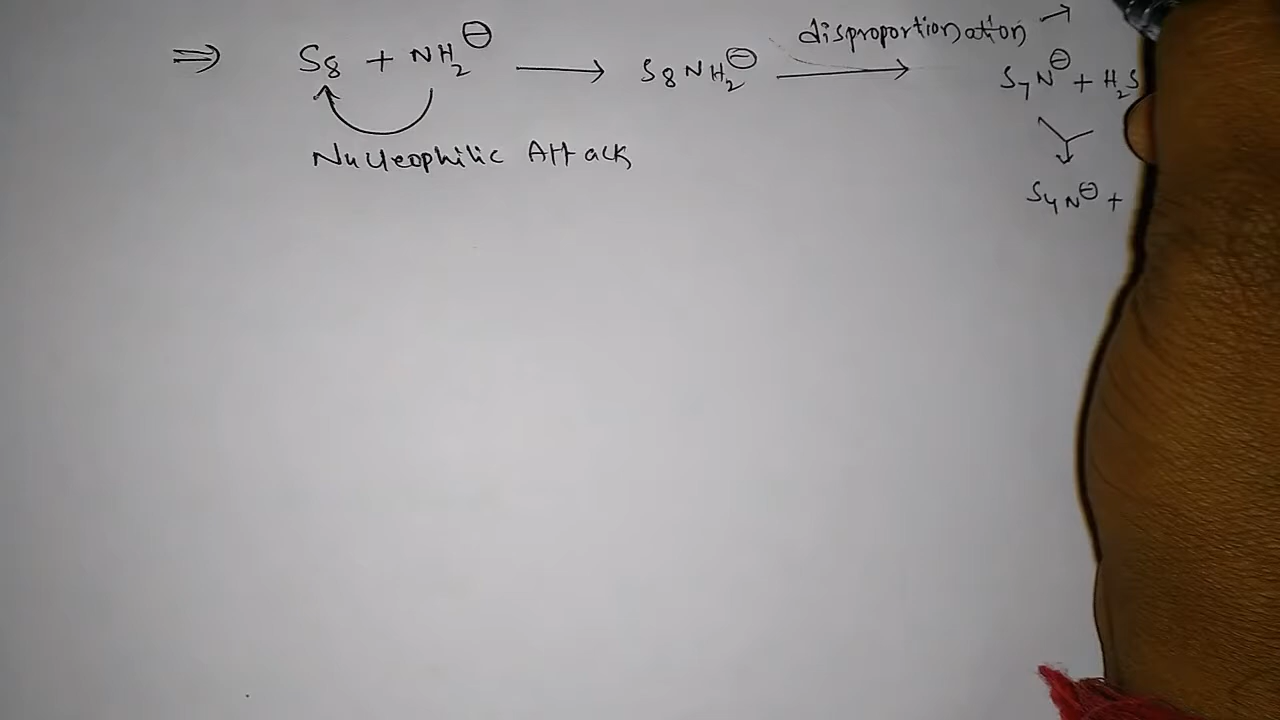 disproportionation ↗
⇒ S8 + NH2⊖ ⟶ S8NH2⊖ ⟶ S7N⊖ + H2S
Nucleophilic Attack
S4N⊖ +